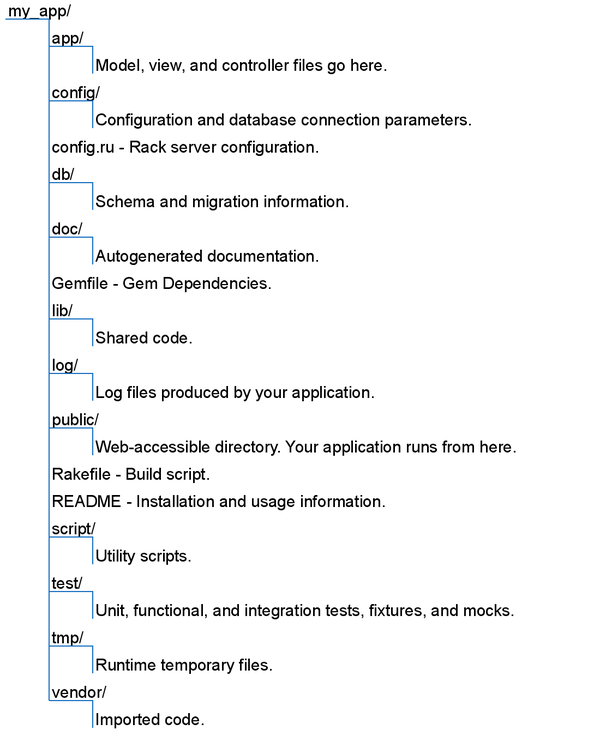 my_app/
app/
Model, view, and controller files go here.
config/
Configuration and database connection parameters.
config.ru - Rack server configuration.
db/
Schema and migration information.
doc/
Autogenerated documentation.
Gemfile - Gem Dependencies.
lib/
Shared code.
log/
Log files produced by your application.
public/
Web-accessible directory. Your application runs from here.
Rakefile - Build script.
README - Installation and usage information.
script/
Utility scripts.
test/
Unit, functional, and integration tests, fixtures, and mocks.
tmp/
Runtime temporary files.
vendor/
Imported code.